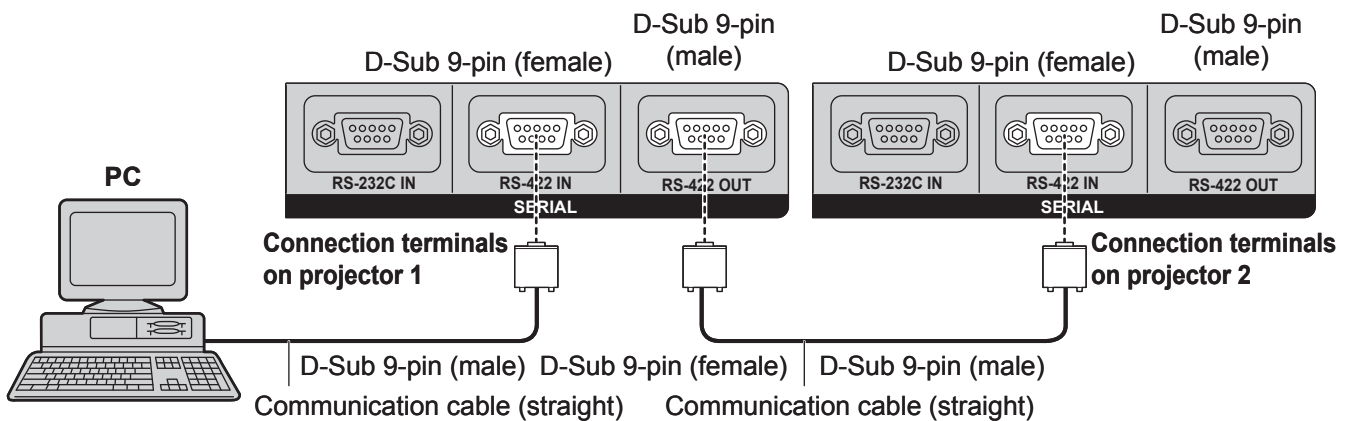 D-Sub 9-pin
(male)
D-Sub 9-pin (female)
D-Sub 9-pin
(male)
D-Sub 9-pin (female)
RS-232C IN
RS-422 IN
RS-422 OUT
SERIAL
RS-232C IN
RS-422 IN
RS-422 OUT
SERIAL
PC
Connection terminals
on projector 1
Connection terminals
on projector 2
D-Sub 9-pin (male)
D-Sub 9-pin (female)
D-Sub 9-pin (male)
Communication cable (straight)
Communication cable (straight)